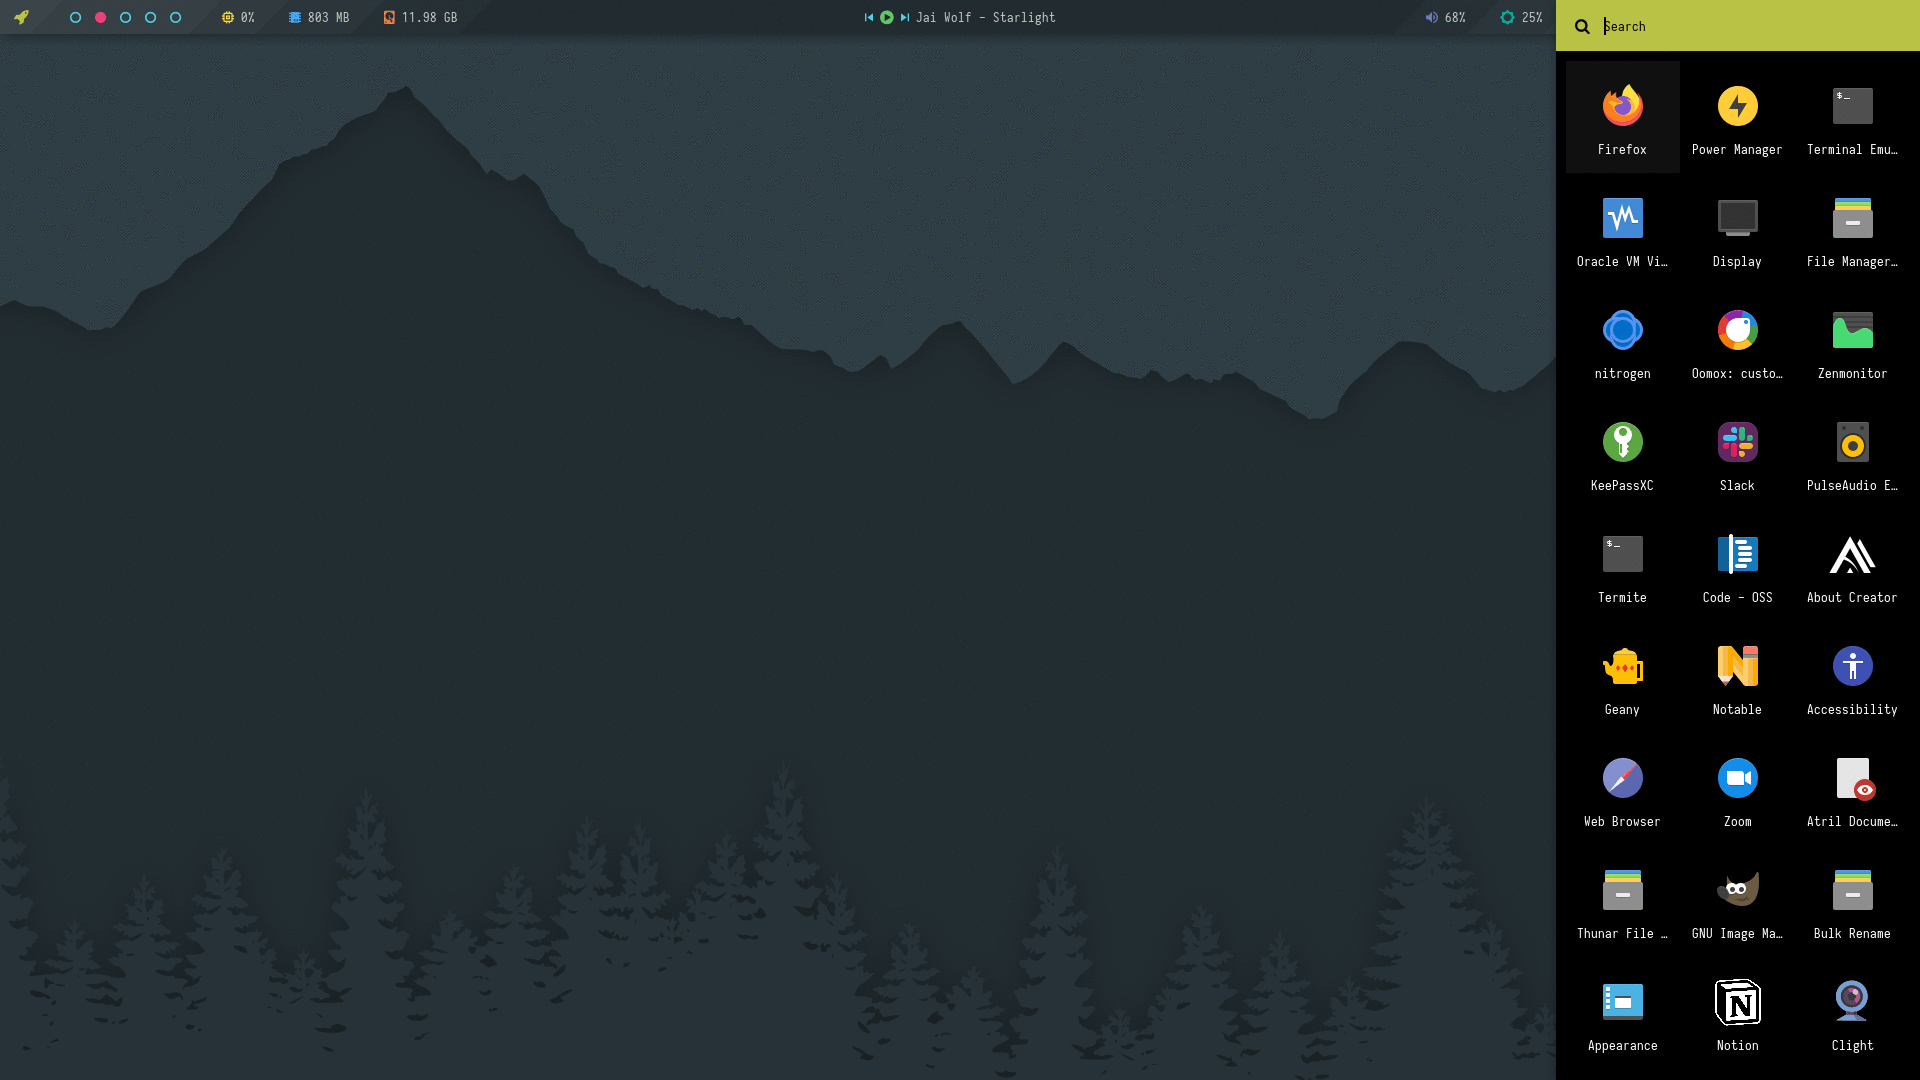 0% 803 MB 11.98 GB Jai Wolf - Starlight 68% 25%
Search
Firefox Power Manager Terminal Emu…
Oracle VM Vi… Display File Manager…
nitrogen Oomox: custo… Zenmonitor
KeePassXC Slack PulseAudio E…
Termite Code - OSS About Creator
Geany Notable Accessibility
Web Browser Zoom Atril Docume…
Thunar File … GNU Image Ma… Bulk Rename
Appearance Notion Clight